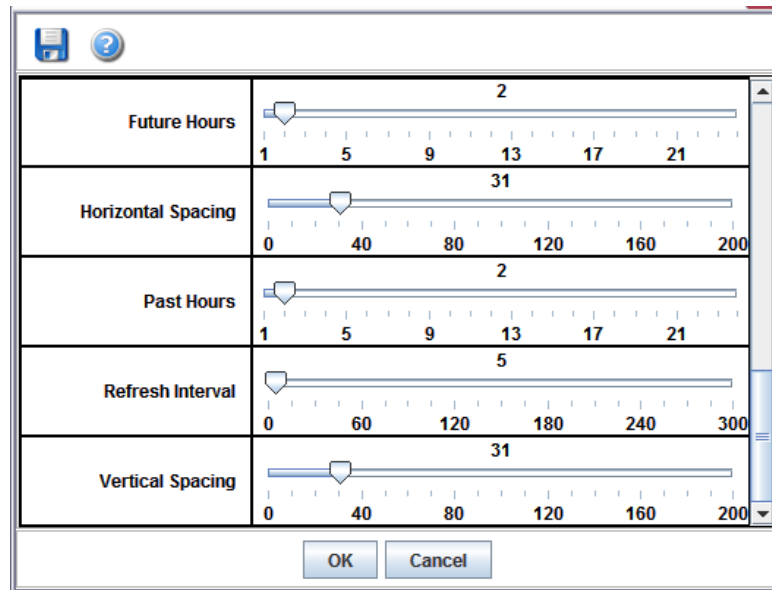 ?
2
Future Hours
1 5 9 13 17 21
31
Horizontal Spacing
0 40 80 120 160 200
2
Past Hours
1 5 9 13 17 21
5
Refresh Interval
0 60 120 180 240 300
31
Vertical Spacing
0 40 80 120 160 200
OK Cancel